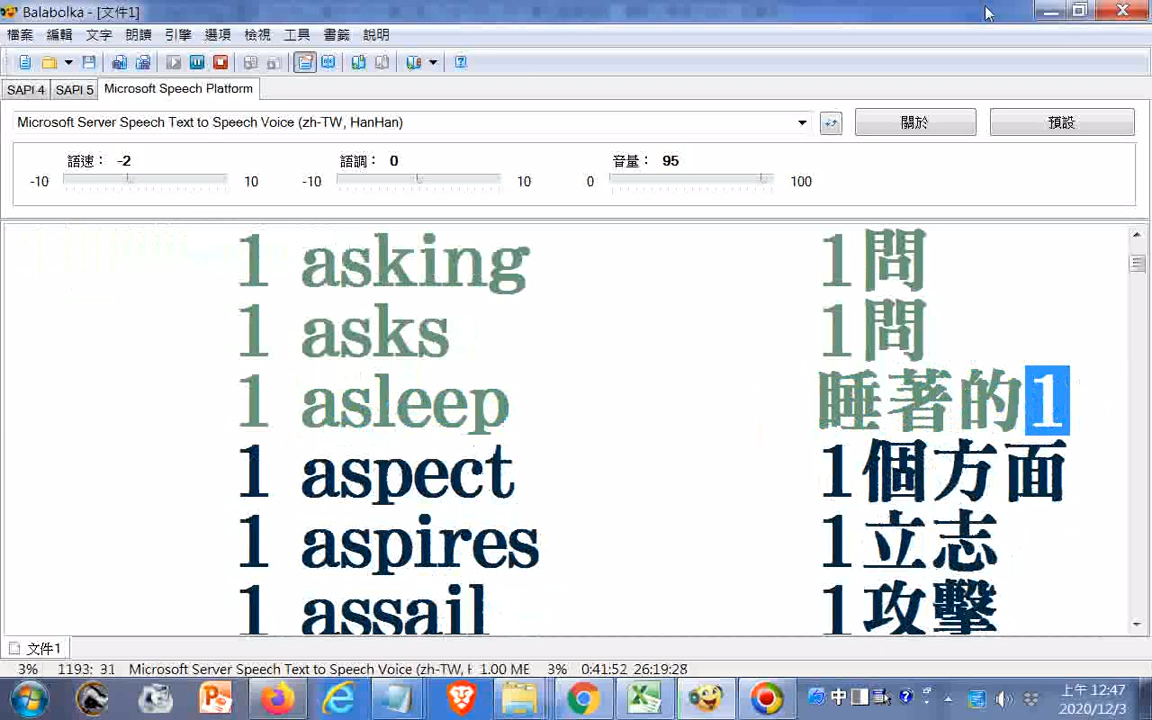 Balabolka - [文件1]
檔案 編輯 文字 朗讀 引擎 選項 檢視 工具 書籤 說明
SAPI 4 SAPI 5 Microsoft Speech Platform
Microsoft Server Speech Text to Speech Voice (zh-TW, HanHan) 關於 預設
語速： -2 語調： 0 音量： 95
-10 10 -10 10 0 100
1 asking 1問
1 asks 1問
1 asleep 睡著的1
1 aspect 1個方面
1 aspires 1立志
1 assail 1攻擊
文件1
3% 1193: 31 Microsoft Server Speech Text to Speech Voice (zh-TW, H 1.00 ME 3% 0:41:52 26:19:28
中 上午 12:47
2020/12/3